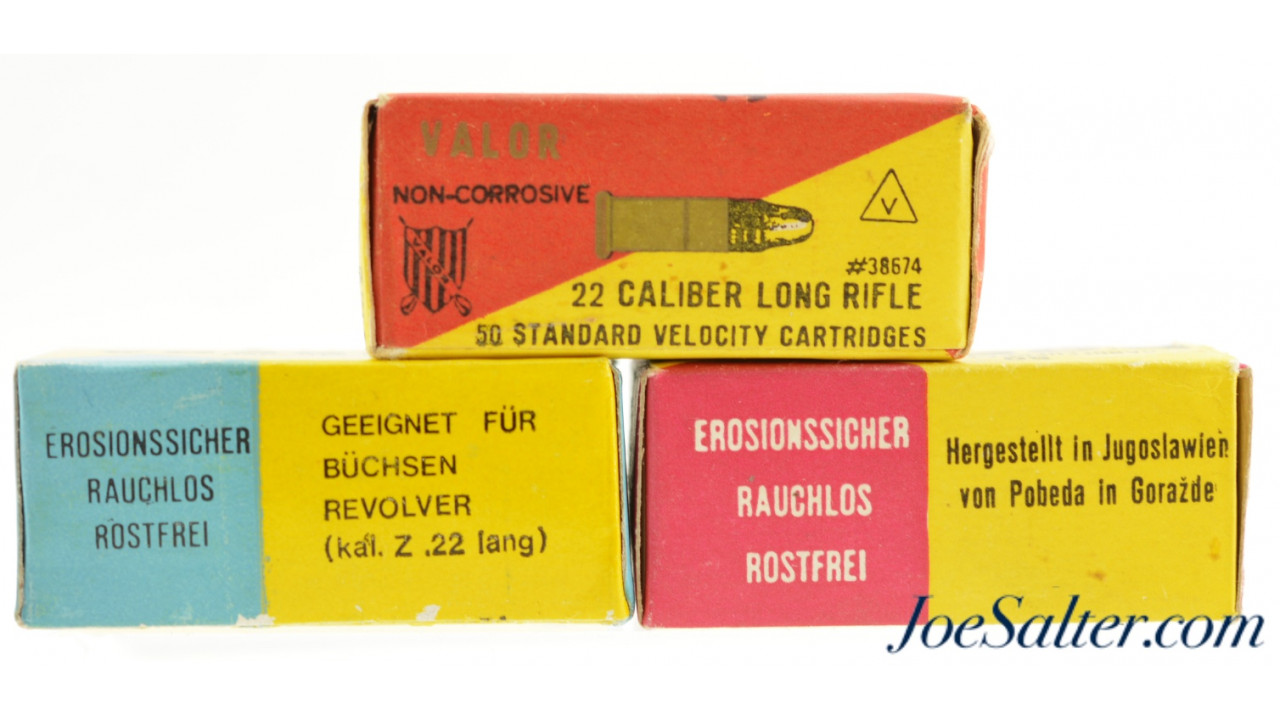 VALOR
NON-CORROSIVE
VALOR
V
#38674
22 CALIBER LONG RIFLE
50 STANDARD VELOCITY CARTRIDGES
EROSIONSSICHER
RAUCHLOS
ROSTFREI
GEEIGNET FÜR
BÜCHSEN
REVOLVER
(kal. Z .22 lang)
EROSIONSSICHER
RAUCHLOS
ROSTFREI
Hergestellt in Jugoslawien
von Pobeda in Goražde
JoeSalter.com